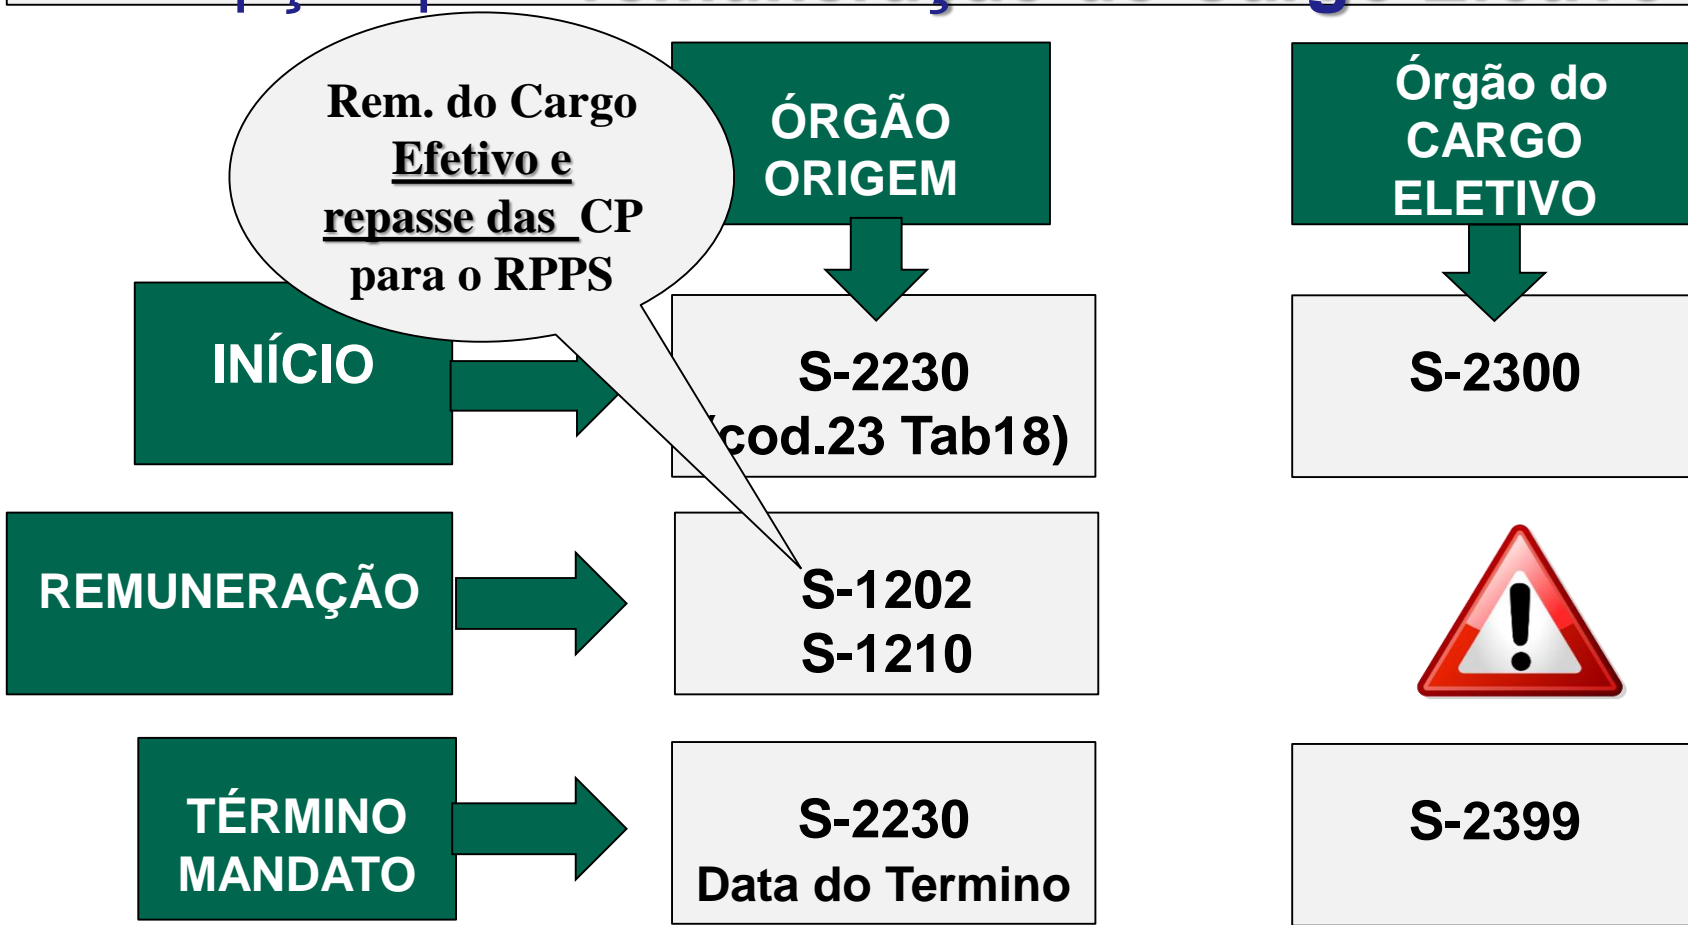 Rem. do Cargo
Efetivo e
repasse das CP
para o RPPS
ÓRGÃO
ORIGEM
Órgão do
CARGO
ELETIVO
INÍCIO
S-2230
(cod.23 Tab18)
S-2300
REMUNERAÇÃO
S-1202
S-1210
TÉRMINO
MANDATO
S-2230
Data do Termino
S-2399